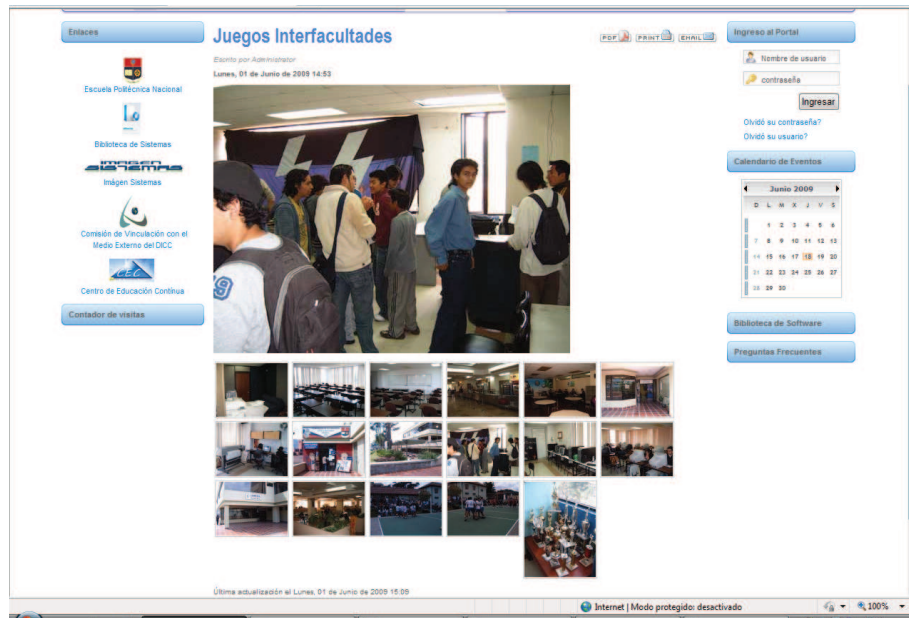 Enlaces
Escuela Politécnica Nacional
Biblioteca de Sistemas
IMAGEN
SISTEMAS
Imágen Sistemas
Comisión de Vinculación con el
Medio Externo del DICC
CEC
Centro de Educación Continua
Contador de visitas
Juegos Interfacultades
PDF PRINT EMAIL
Escrito por Administrator
Lunes, 01 de Junio de 2009 14:53
Última actualización el Lunes, 01 de Junio de 2009 15:09
Ingreso al Portal
Nombre de usuario
contraseña
Ingresar
Olvidó su contraseña?
Olvidó su usuario?
Calendario de Eventos
Junio 2009
D L M X J V S
1 2 3 4 5 6
7 8 9 10 11 12 13
14 15 16 17 18 19 20
21 22 23 24 25 26 27
28 29 30
Biblioteca de Software
Preguntas Frecuentes
Internet | Modo protegido: desactivado
100%